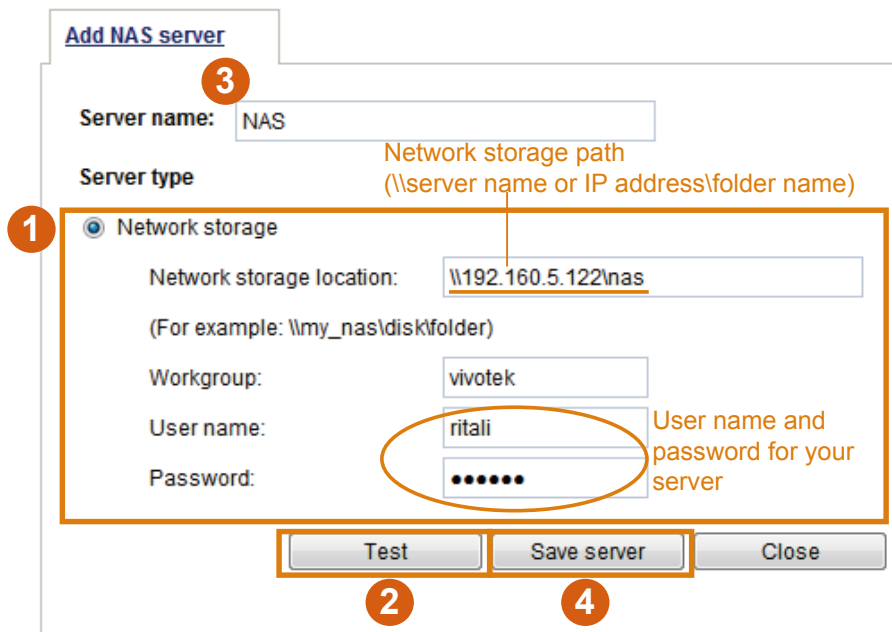 Add NAS server
3
Server name: NAS
Network storage path
Server type (\\server name or IP address\folder name)
1
Network storage
Network storage location: \\192.160.5.122\nas
(For example: \\my_nas\disk\folder)
Workgroup: vivotek
User name: ritali
User name and
password for your
server
Password: ●●●●●●
Test Save server Close
2 4